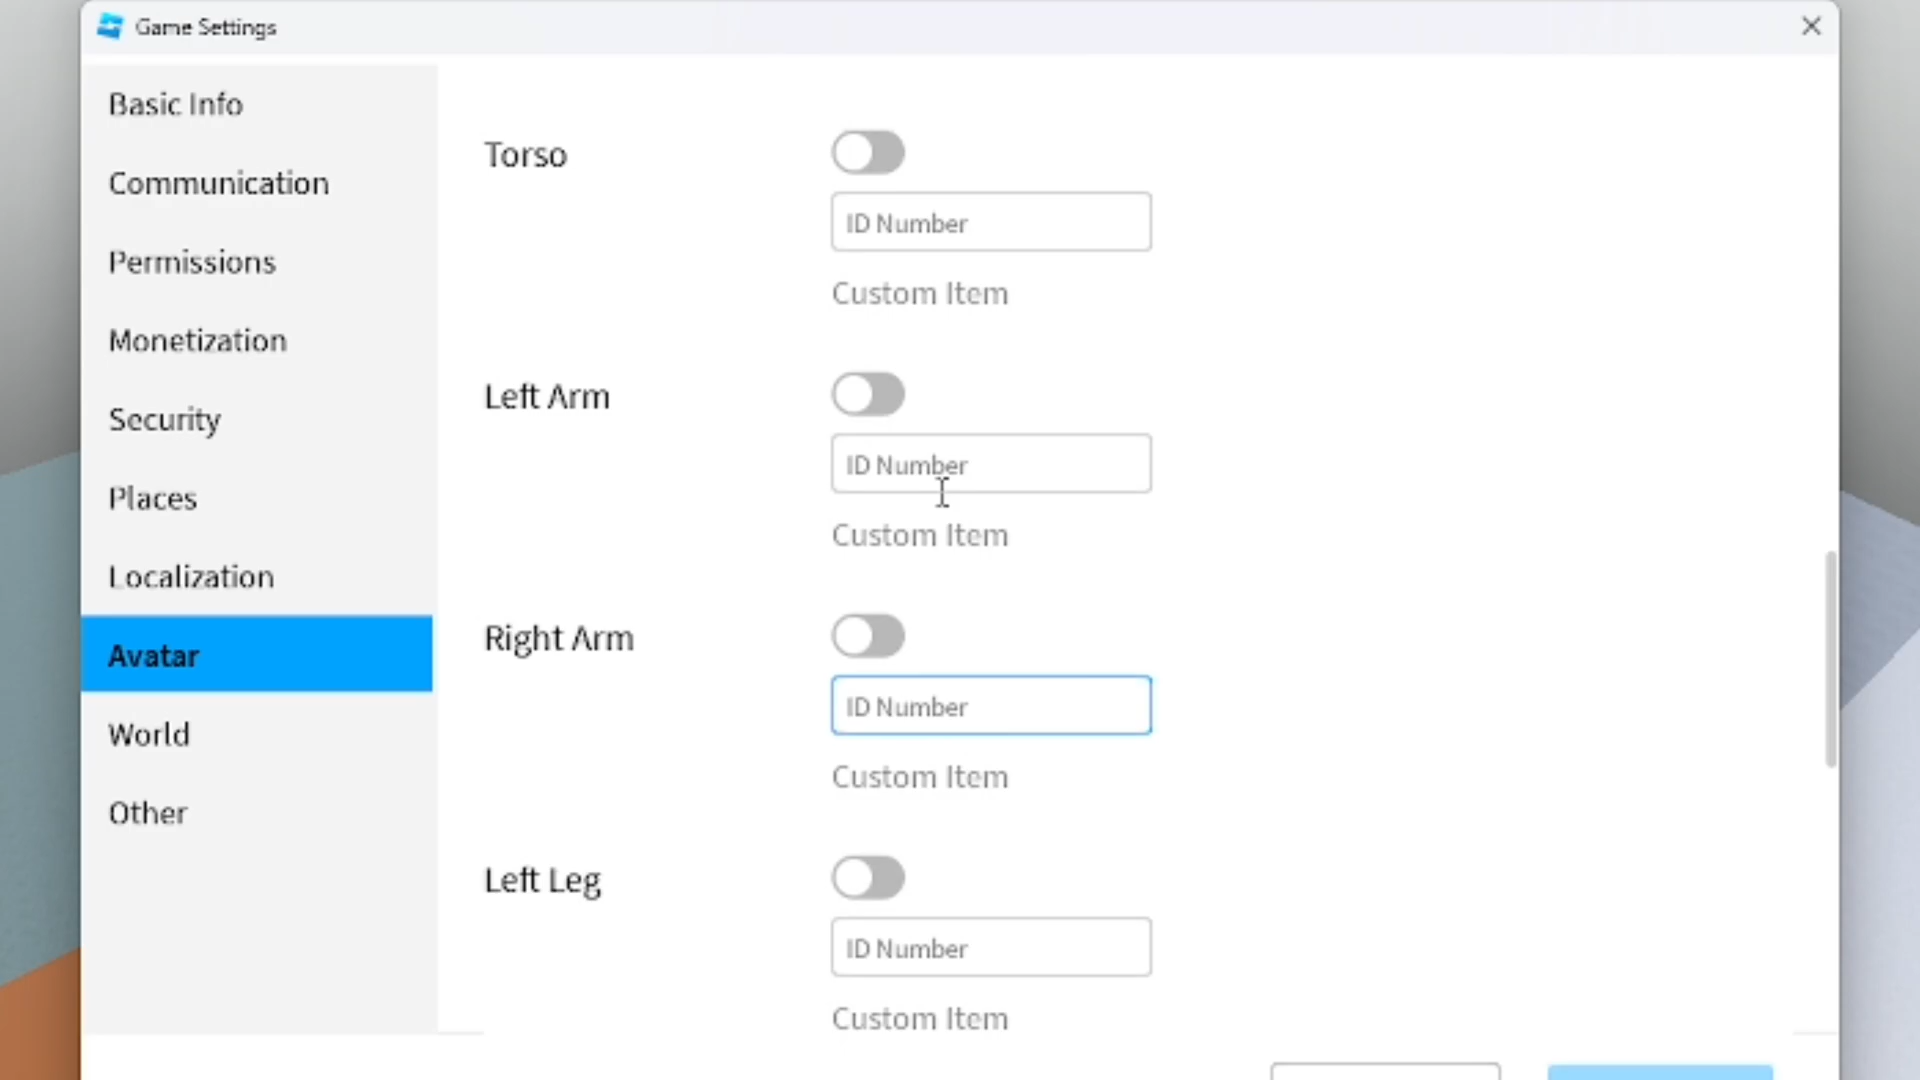 Game Settings
Basic Info
Communication
Permissions
Monetization
Security
Places
Localization
Avatar
World
Other
Torso
ID Number
Custom Item
Left Arm
ID Number
Custom Item
Right Arm
ID Number
Custom Item
Left Leg
ID Number
Custom Item